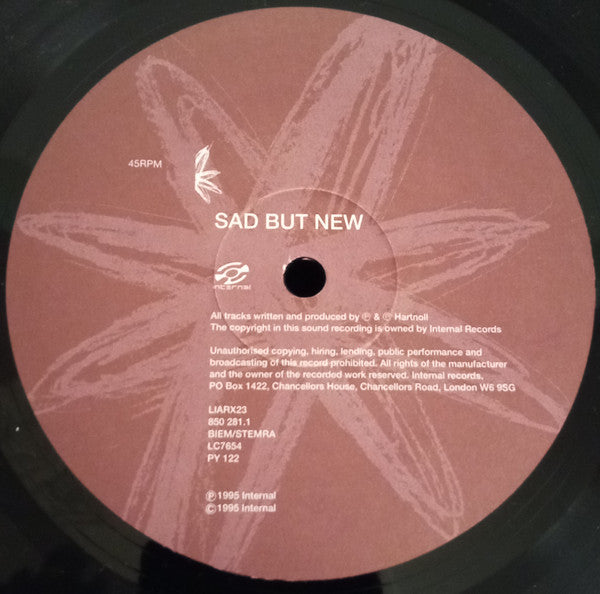 45RPM
SAD BUT NEW
internal
All tracks written and produced by Ⓟ & Ⓟ Hartnoll
The copyright in this sound recording is owned by Internal Records
Unauthorised copying, hiring, lending, public performance and
broadcasting of this record prohibited. All rights of the manufacturer
and the owner of the recorded work reserved. Internal records,
PO Box 1422, Chancellors House, Chancellors Road, London W6 9SG
LIARX23
850 281.1
BIEM/STEMRA
LC7654
PY 122
Ⓟ 1995 Internal
© 1995 Internal